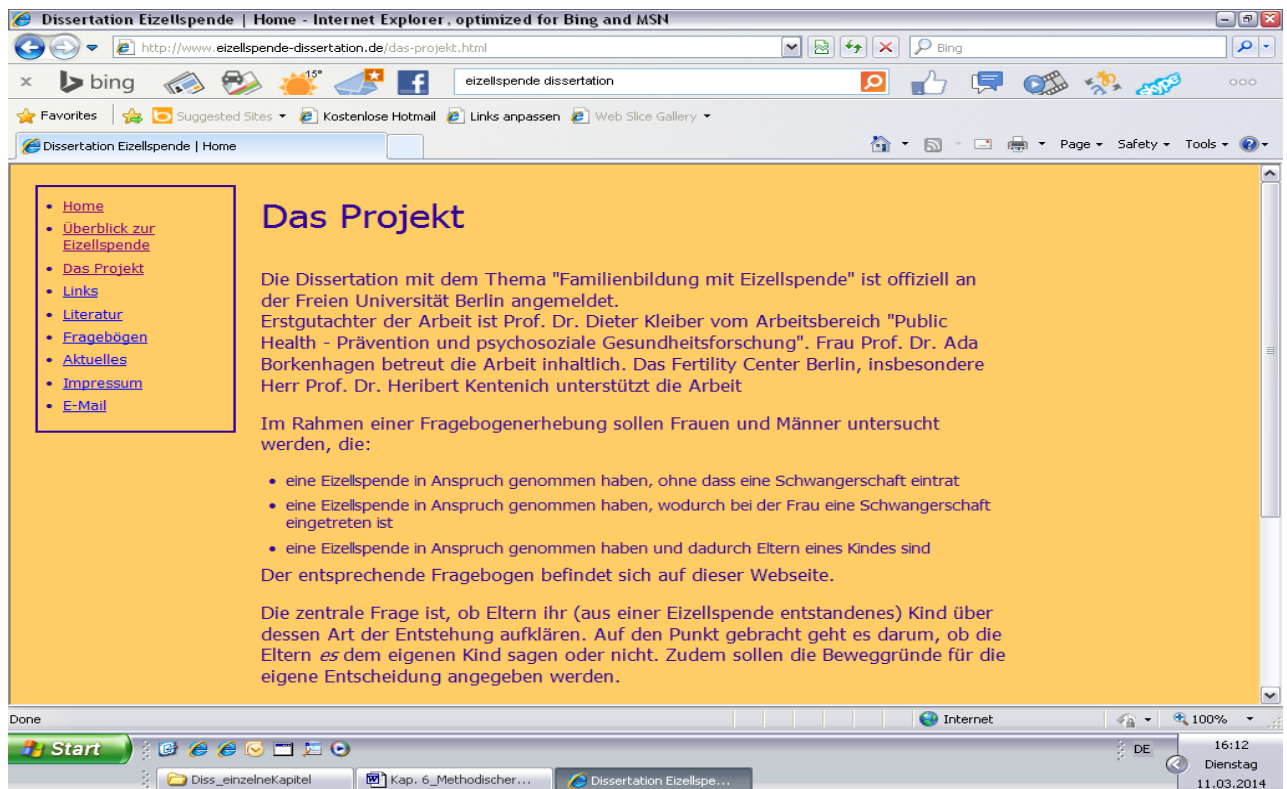 Dissertation Eizellspende | Home - Internet Explorer, optimized for Bing and MSN
http://www.eizellspende-dissertation.de/das-projekt.html
Bing
x bing
15°
eizellspende dissertation
Favorites
Suggested Sites
Kostenlose Hotmail
Links anpassen
Web Slice Gallery
Dissertation Eizellspende | Home
Page
Safety
Tools
• Home
• Überblick zur
Eizellspende
• Das Projekt
• Links
• Literatur
• Fragebögen
• Aktuelles
• Impressum
• E-Mail
Das Projekt
Die Dissertation mit dem Thema "Familienbildung mit Eizellspende" ist offiziell an
der Freien Universität Berlin angemeldet.
Erstgutachter der Arbeit ist Prof. Dr. Dieter Kleiber vom Arbeitsbereich "Public
Health - Prävention und psychosoziale Gesundheitsforschung". Frau Prof. Dr. Ada
Borkenhagen betreut die Arbeit inhaltlich. Das Fertility Center Berlin, insbesondere
Herr Prof. Dr. Heribert Kentenich unterstützt die Arbeit
Im Rahmen einer Fragebogenerhebung sollen Frauen und Männer untersucht
werden, die:
• eine Eizellspende in Anspruch genommen haben, ohne dass eine Schwangerschaft eintrat
• eine Eizellspende in Anspruch genommen haben, wodurch bei der Frau eine Schwangerschaft
eingetreten ist
• eine Eizellspende in Anspruch genommen haben und dadurch Eltern eines Kindes sind
Der entsprechende Fragebogen befindet sich auf dieser Webseite.
Die zentrale Frage ist, ob Eltern ihr (aus einer Eizellspende entstandenes) Kind über
dessen Art der Entstehung aufklären. Auf den Punkt gebracht geht es darum, ob die
Eltern es dem eigenen Kind sagen oder nicht. Zudem sollen die Beweggründe für die
eigene Entscheidung angegeben werden.
Done
Internet
100%
Start
DE
16:12
Dienstag
11.03.2014
Diss_einzelneKapitel
Kap. 6_Methodischer...
Dissertation Eizellspe...